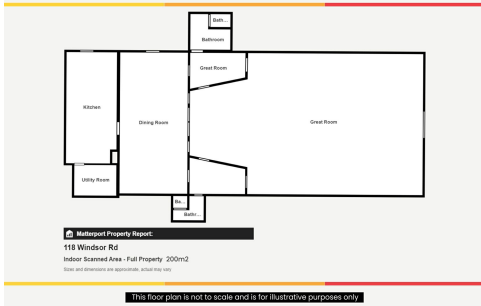 Bath...
Bathroom
Great Room
Kitchen
Dining Room
Great Room
Utility Room
Ba...
Bathr...
Matterport Property Report:
118 Windsor Rd
Indoor Scanned Area - Full Property 200m2
Sizes and dimensions are approximate, actual may vary
This floor plan is not to scale and is for illustrative purposes only